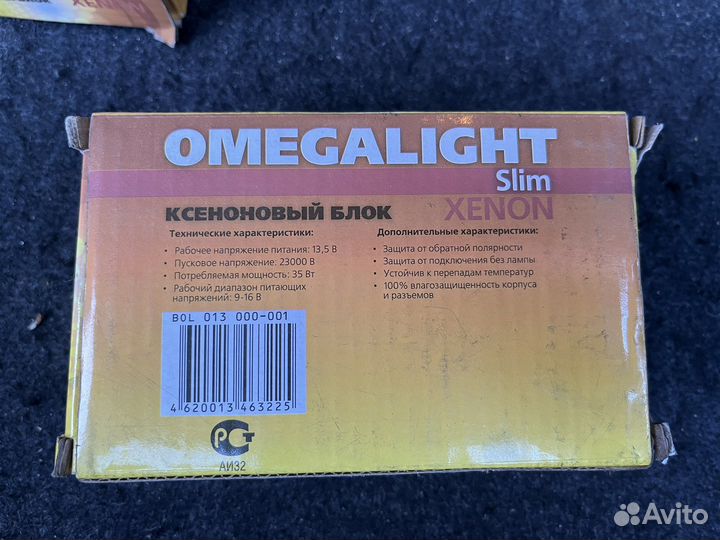 XENON
OMEGALIGHT
Slim
XENON
КСЕНОНОВЫЙ БЛОК
Технические характеристики:
• Рабочее напряжение питания: 13,5 В
• Пусковое напряжение: 23000 В
• Потребляемая мощность: 35 Вт
• Рабочий диапазон питающих
напряжений: 9-16 В
Дополнительные характеристики:
• Защита от обратной полярности
• Защита от подключения без лампы
• Устойчив к перепадам температур
• 100% влагозащищенность корпуса
и разъемов
BOL 013 000-001
4 620013 463225
РСТ
АИ32
Avito